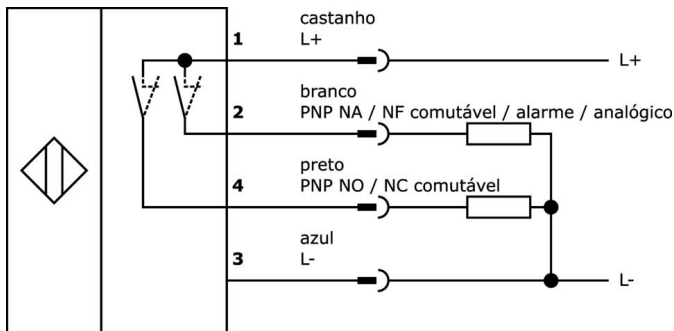 castanho
1 L+
L+
branco
2 PNP NA / NF comutável / alarme / analógico
preto
4 PNP NO / NC comutável
azul
3 L-
L-